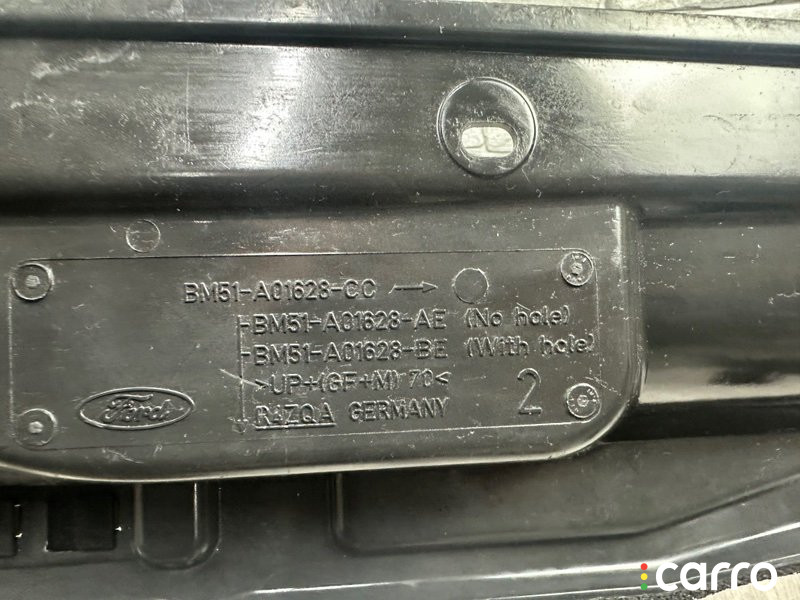 BM51-A01628-CC
BM51-A01628-AE (No hole)
BM51-A01628-BE (With hole)
>UP+(GF+M) 70<
Ford R4ZQA GERMANY 2
carro